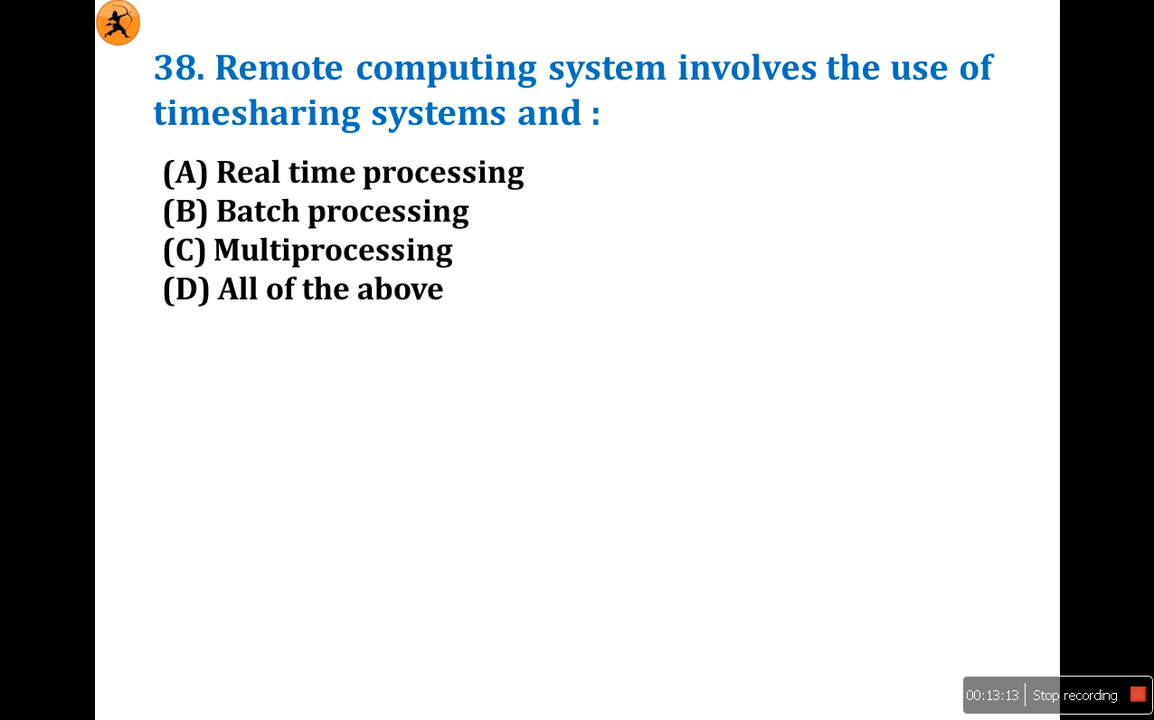 38. Remote computing system involves the use of
timesharing systems and :
(A) Real time processing
(B) Batch processing
(C) Multiprocessing
(D) All of the above
00:13:13 Stop recording